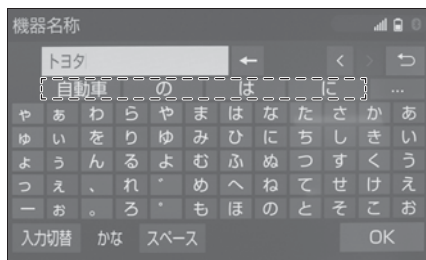 機器名称
トヨタ
自動車 の は に ...
ゃ ぁ わ ら や ま は な た さ か あ
ゅ ぃ を り ゆ み ひ に ち し き い
ょ ぅ ん る よ む ふ ぬ つ す く う
っ ぇ 、 れ ゛ め へ ね て せ け え
ー ぉ 。 ろ ゜ も ほ の と そ こ お
入力切替 かな スペース OK